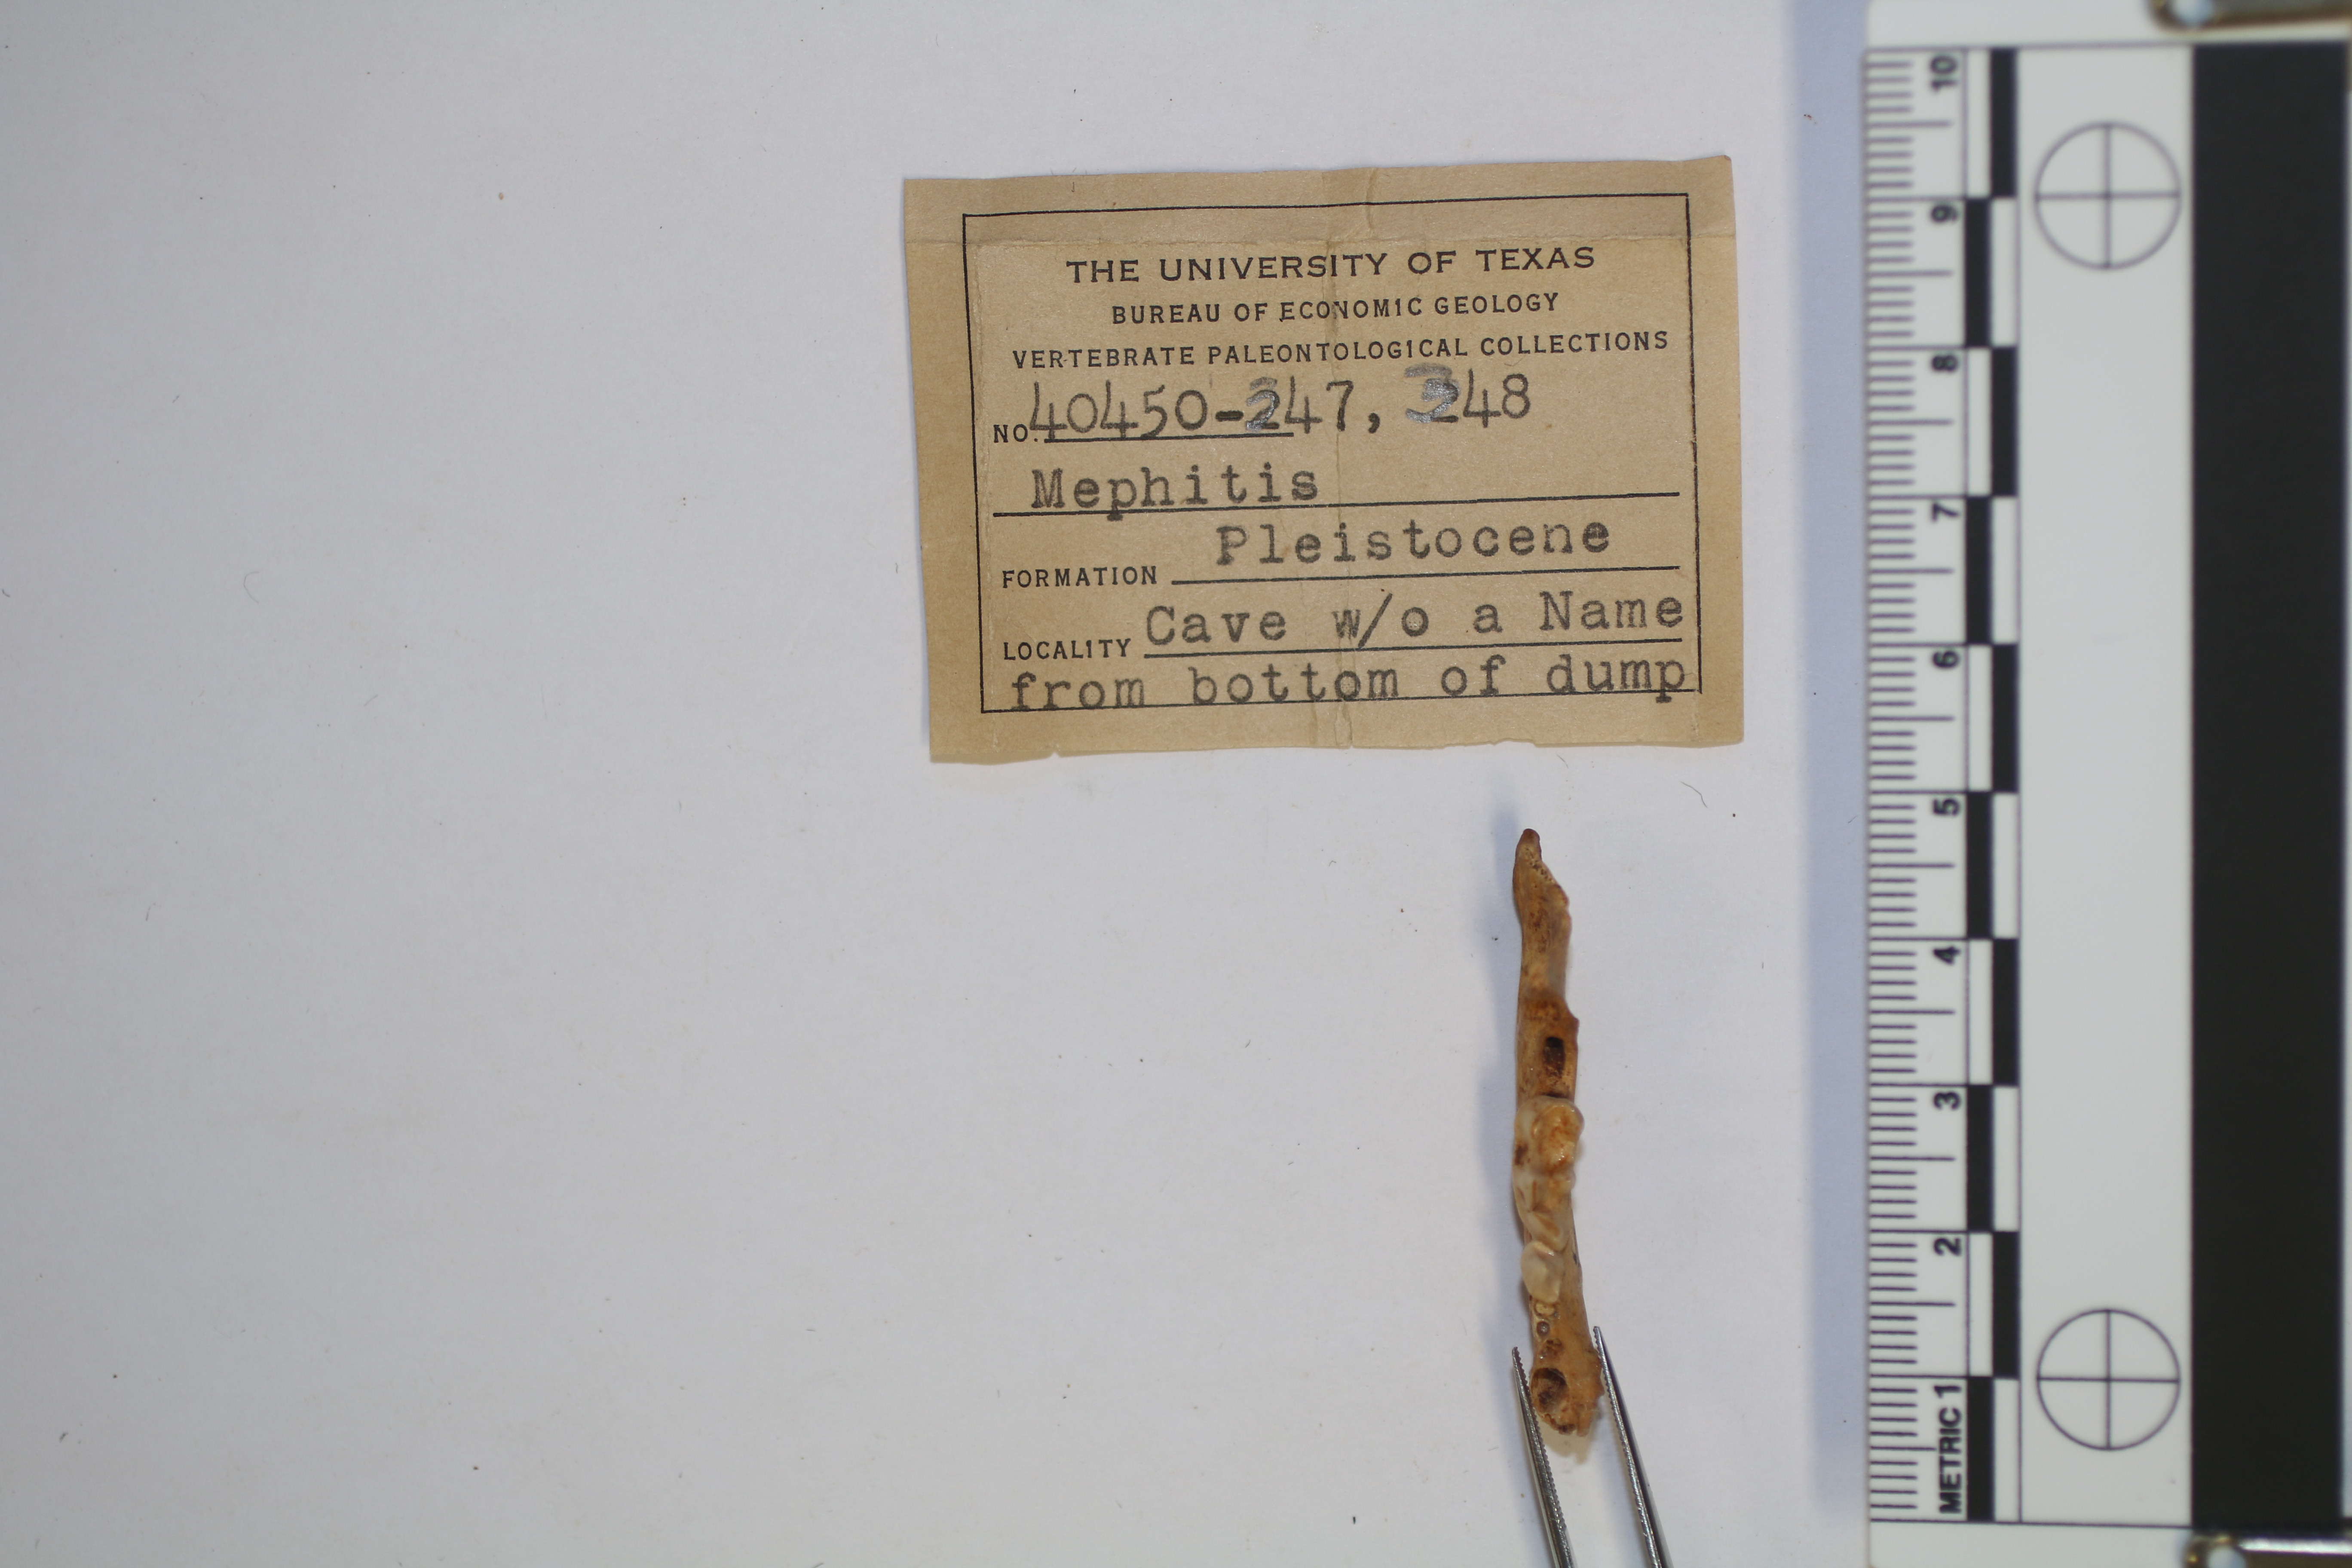 THE UNIVERSITY OF TEXAS
BUREAU OF ECONOMIC GEOLOGY
VERTEBRATE PALEONTOLOGICAL COLLECTIONS
NO. 40450-247, 248
Mephitis
FORMATION Pleistocene
LOCALITY Cave w/o a Name
from bottom of dump
10
9
8
7
6
5
4
3
2
METRIC 1